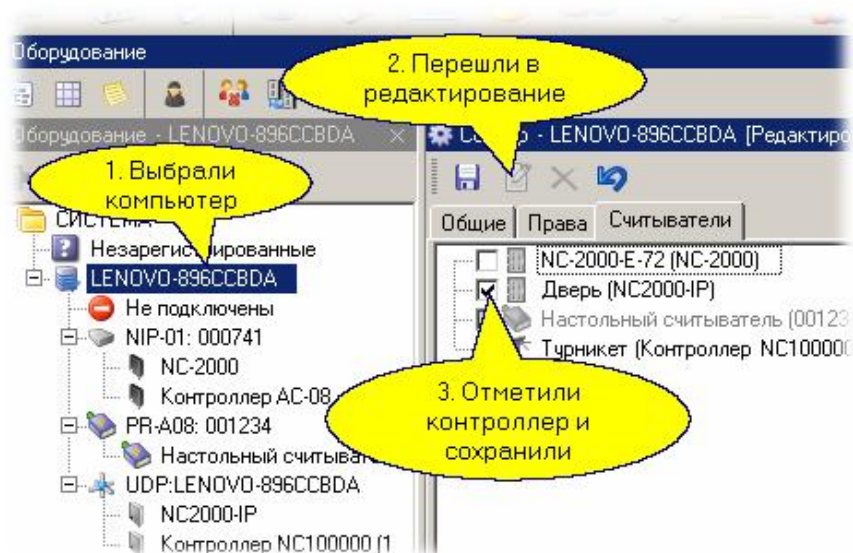 Оборудование
2. Перешли в
редактирование
Оборудование - LENOVO-896CCBDA
- LENOVO-896CCBDA [Редактиро
1. Выбрали
компьютер
Общие Права Считыватели
СИСТЕМА
Незарегистрированные
LENOVO-896CCBDA
Не подключены
NIP-01: 000741
NC-2000
Контроллер AC-08
PR-A08: 001234
Настольный считыват
UDP:LENOVO-896CCBDA
NC2000-IP
Контроллер NC100000 (1
NC-2000-E-72 (NC-2000)
Дверь (NC2000-IP)
Настольный считыватель (00123
Турникет (Контроллер NC100000
3. Отметили
контроллер и
сохранили